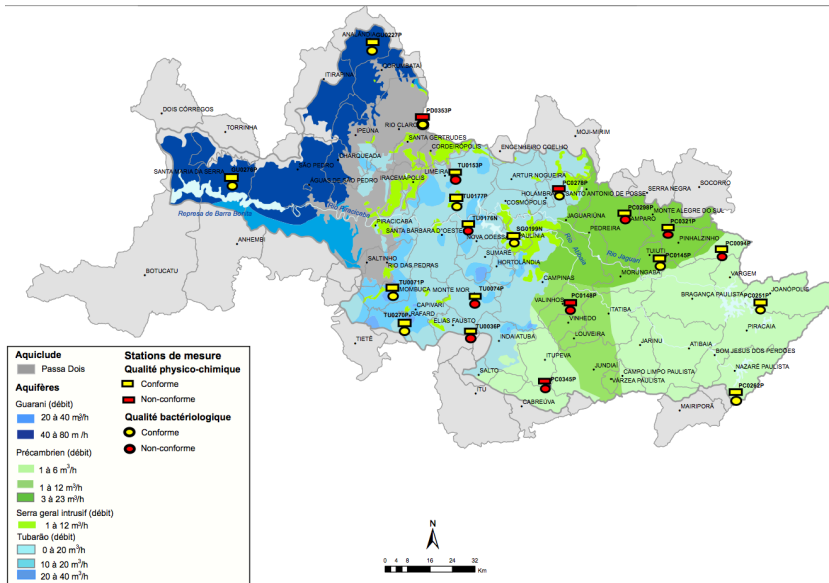 ANALÂNDIA
GU0227P
CORUMBATAÍ
ITIRAPINA
DOIS CÓRREGOS
PD0353P
TORRINHA
RIO CLARO
IPEÚNA
MOJI-MIRIM
SANTA GERTRUDES
CORDEIRÓPOLIS
ENGENHEIRO COELHO
CHARQUEADA
SANTA MARIA DA SERRA
SÃO PEDRO
TU0153P
LIMEIRA
ARTUR NOGUEIRA
PC0278P
ÁGUAS DE SÃO PEDRO
IRACEMÁPOLIS
HOLAMBRA
SANTO ANTONIO DE POSSE
SERRA NEGRA
SOCORRO
TU0177P
COSMÓPOLIS
PC0298P
MONTE ALEGRE DO SUL
Represa de Barra Bonita
Rio Piracicaba
JAGUARIÚNA
AMPARO
PC0321P
PIRACICABA
TU0176N
PEDREIRA
SANTA BÁRBARA D'OESTE
NOVA ODESSA
SG0199N
PAULÍNIA
PINHALZINHO
ANHEMBI
Rio Atibaia
Rio Jaguari
TUIUTI
PC0094P
SUMARÉ
PC0145P
SALTINHO
RIO DAS PEDRAS
HORTOLÂNDIA
BOTUCATU
CAMPINAS
MORUNGABA
VARGEM
TU0071P
MOMBUCA
MONTE MOR
TU0074P
BRAGANÇA PAULISTA
JOANÓPOLIS
CAPIVARI
VALINHOS
PC0148P
PC0251P
TU0270P
RAFARD
ITATIBA
ELIAS FAUSTO
TU0036P
VINHEDO
PIRACAIA
TIETÊ
INDAIATUBA
LOUVEIRA
JARINU
ATIBAIA
ITUPEVA
BOM JESUS DOS PERDÕES
SALTO
JUNDIAÍ
CAMPO LIMPO PAULISTA
NAZARÉ PAULISTA
PC0345P
VÁRZEA PAULISTA
ITU
PC0262P
CABREÚVA
MAIRIPORÃ
Aquiclude
Passa Dois
Aquifères
Guarani (débit)
20 à 40 m³/h
40 à 80 m /h
Précambrien (débit)
1 à 6 m³/h
1 à 12 m³/h
3 à 23 m³/h
Serra geral intrusif (débit)
1 à 12 m³/h
Tubarão (débit)
0 à 20 m³/h
10 à 20 m³/h
20 à 40 m³/h
Stations de mesure
Qualité physico-chimique
Conforme
Non-conforme
Qualité bactériologique
Conforme
Non-conforme
N
0 4 8 16 24 32
Km